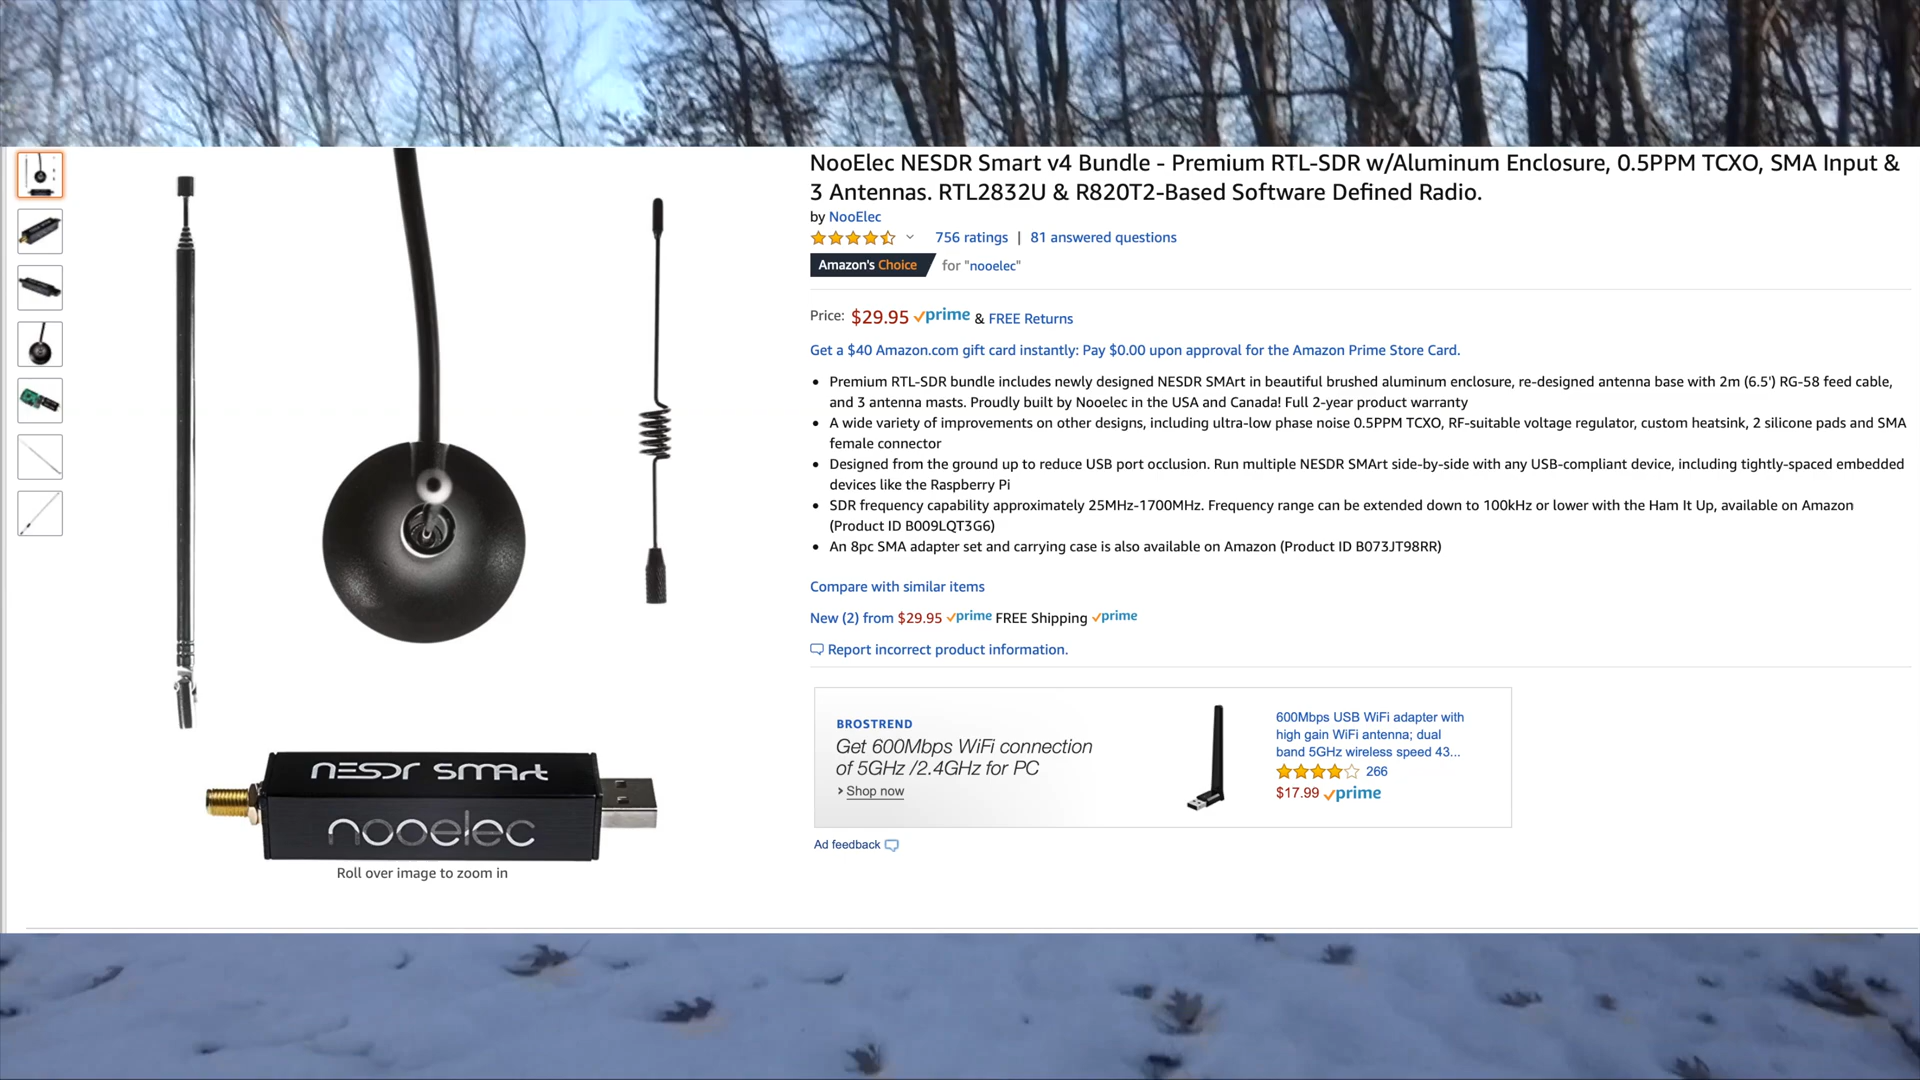 NooElec NESDR Smart v4 Bundle - Premium RTL-SDR w/Aluminum Enclosure, 0.5PPM TCXO, SMA Input &
3 Antennas. RTL2832U & R820T2-Based Software Defined Radio.
by NooElec
756 ratings | 81 answered questions
Amazon's Choice for "nooelec"
Price: $29.95 prime & FREE Returns
Get a $40 Amazon.com gift card instantly: Pay $0.00 upon approval for the Amazon Prime Store Card.
• Premium RTL-SDR bundle includes newly designed NESDR SMArt in beautiful brushed aluminum enclosure, re-designed antenna base with 2m (6.5') RG-58 feed cable,
and 3 antenna masts. Proudly built by Nooelec in the USA and Canada! Full 2-year product warranty
• A wide variety of improvements on other designs, including ultra-low phase noise 0.5PPM TCXO, RF-suitable voltage regulator, custom heatsink, 2 silicone pads and SMA
female connector
• Designed from the ground up to reduce USB port occlusion. Run multiple NESDR SMArt side-by-side with any USB-compliant device, including tightly-spaced embedded
devices like the Raspberry Pi
• SDR frequency capability approximately 25MHz-1700MHz. Frequency range can be extended down to 100kHz or lower with the Ham It Up, available on Amazon
(Product ID B009LQT3G6)
• An 8pc SMA adapter set and carrying case is also available on Amazon (Product ID B073JT98RR)
Compare with similar items
New (2) from $29.95 prime FREE Shipping prime
Report incorrect product information.
BROSTREND
Get 600Mbps WiFi connection
of 5GHz /2.4GHz for PC
› Shop now
600Mbps USB WiFi adapter with
high gain WiFi antenna; dual
band 5GHz wireless speed 43...
266
$17.99 prime
Ad feedback
nesdr smart
nooelec
Roll over image to zoom in